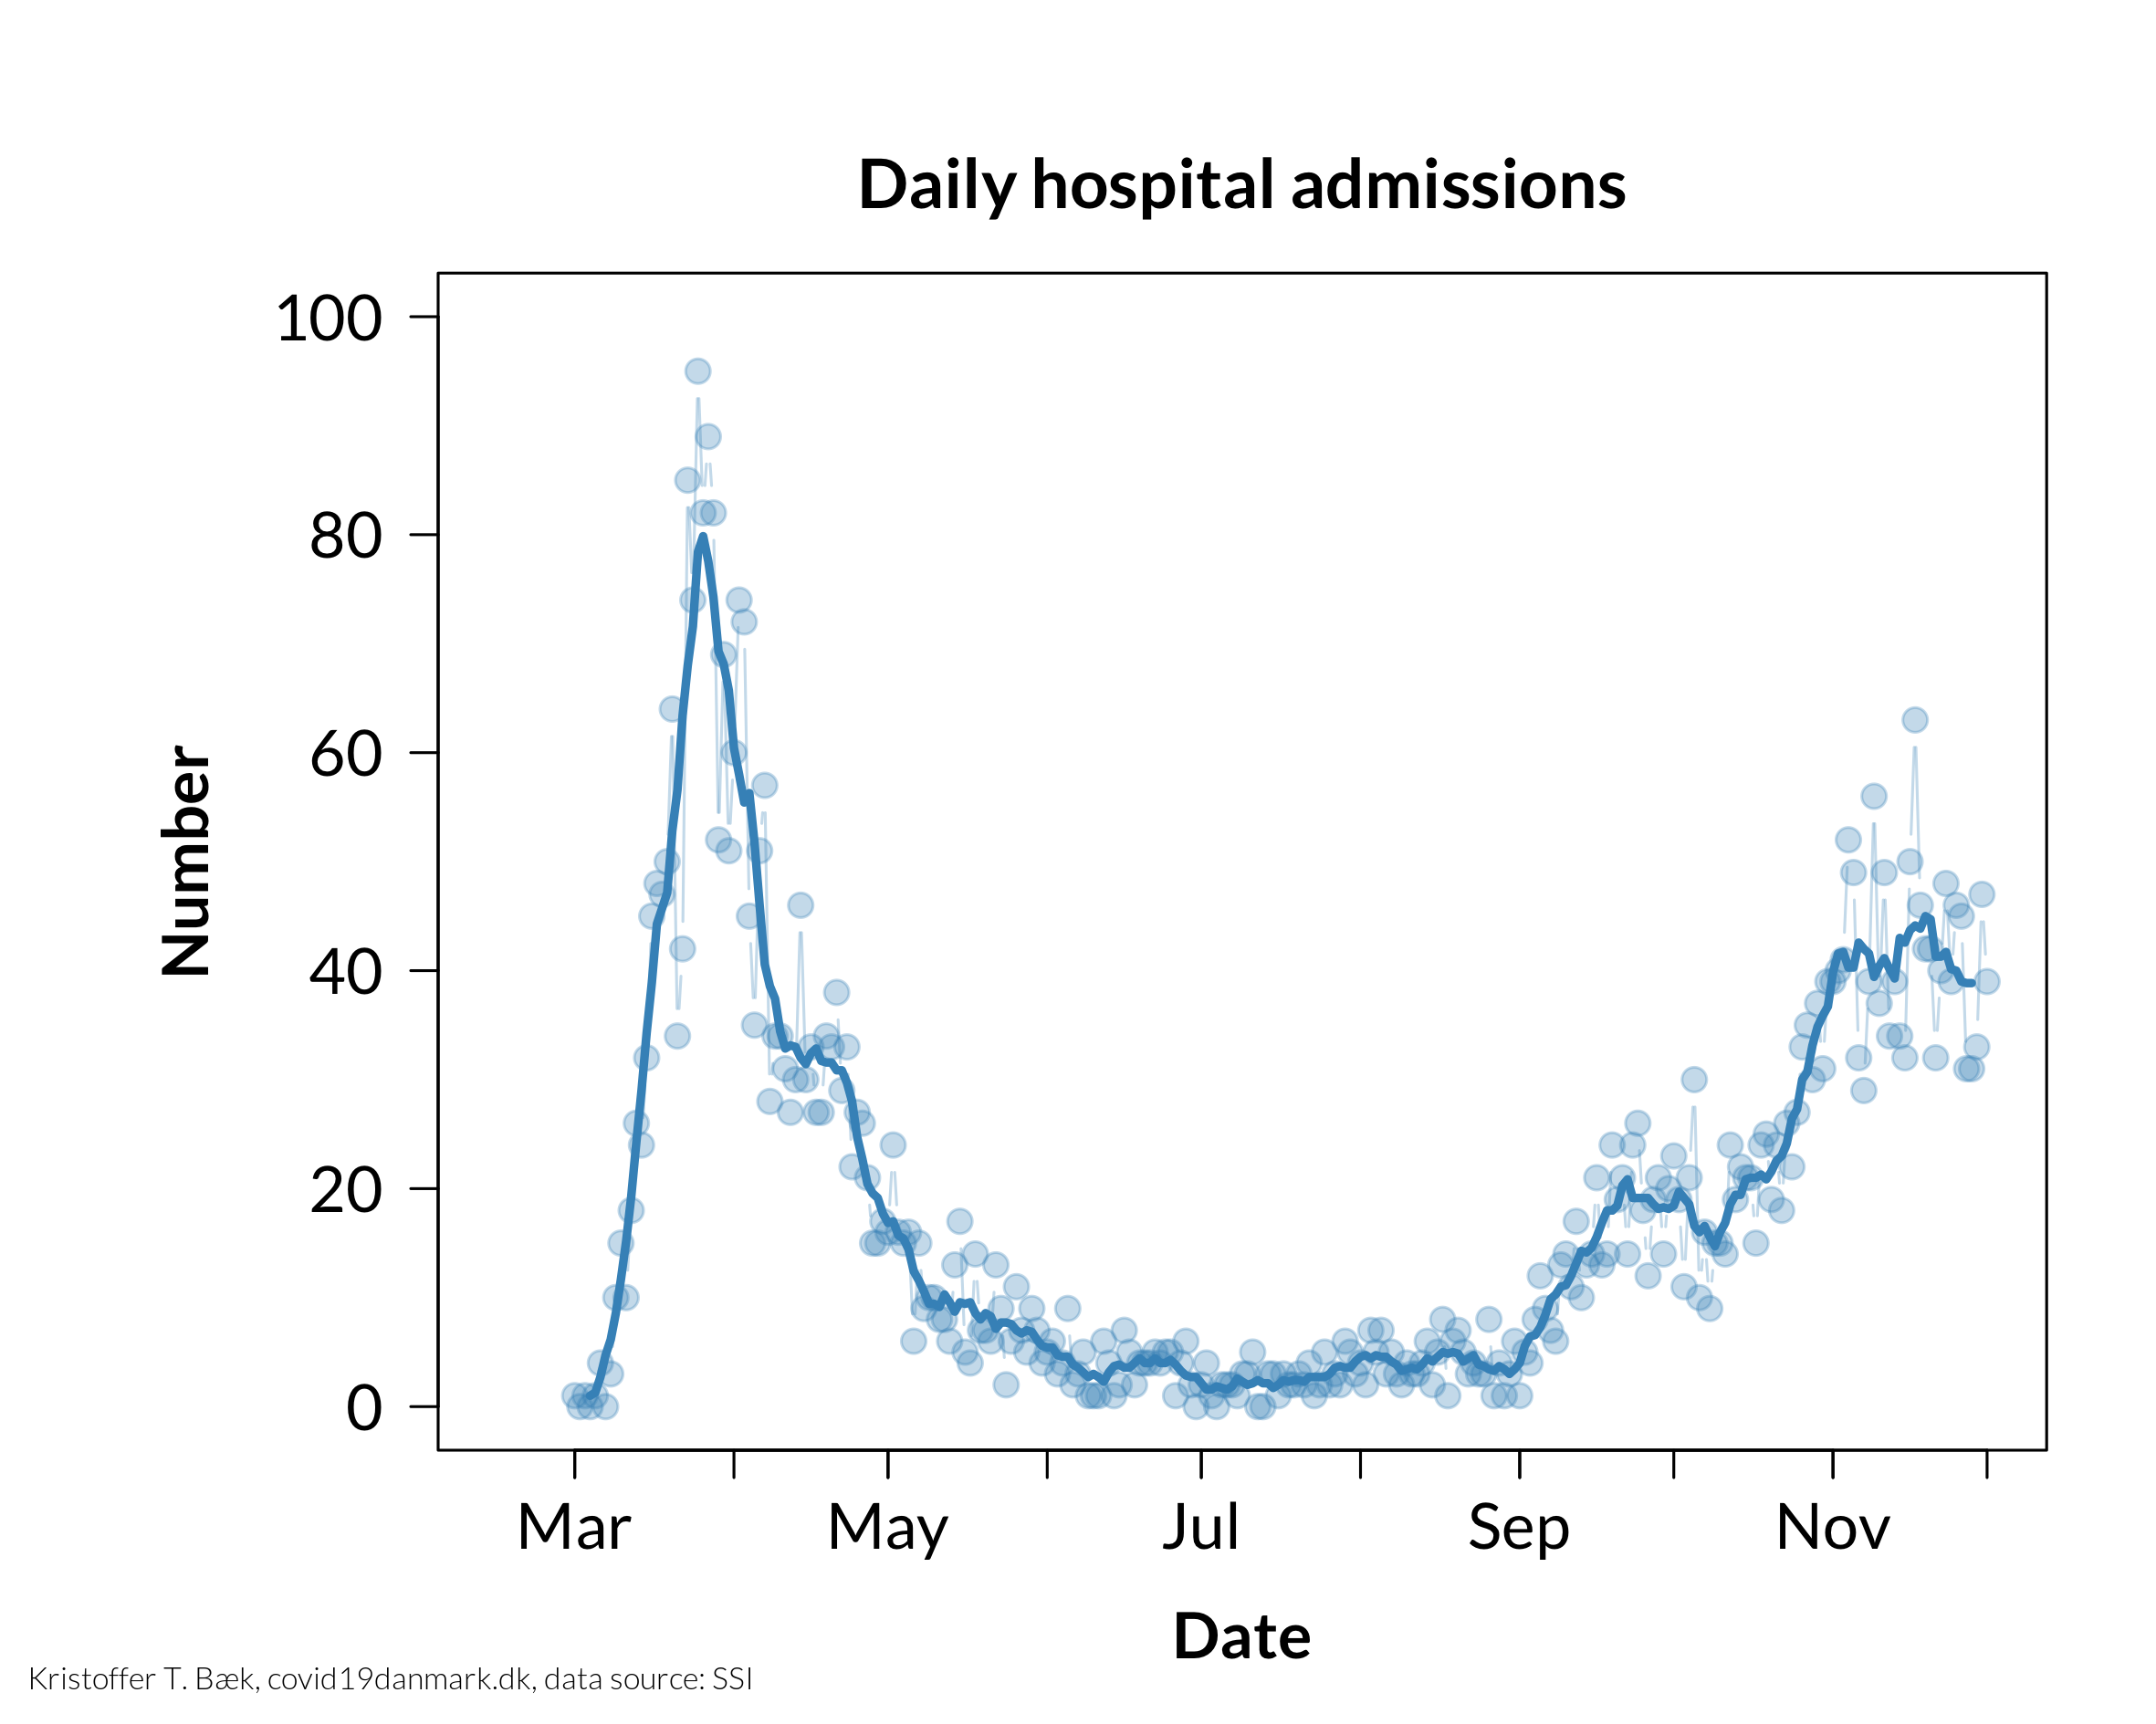 Daily hospital admissions
100
80
60
40
20
0
Number
Mar May Jul Sep Nov
Date
Kristoffer T. Bæk, covid19danmark.dk, data source: SSI